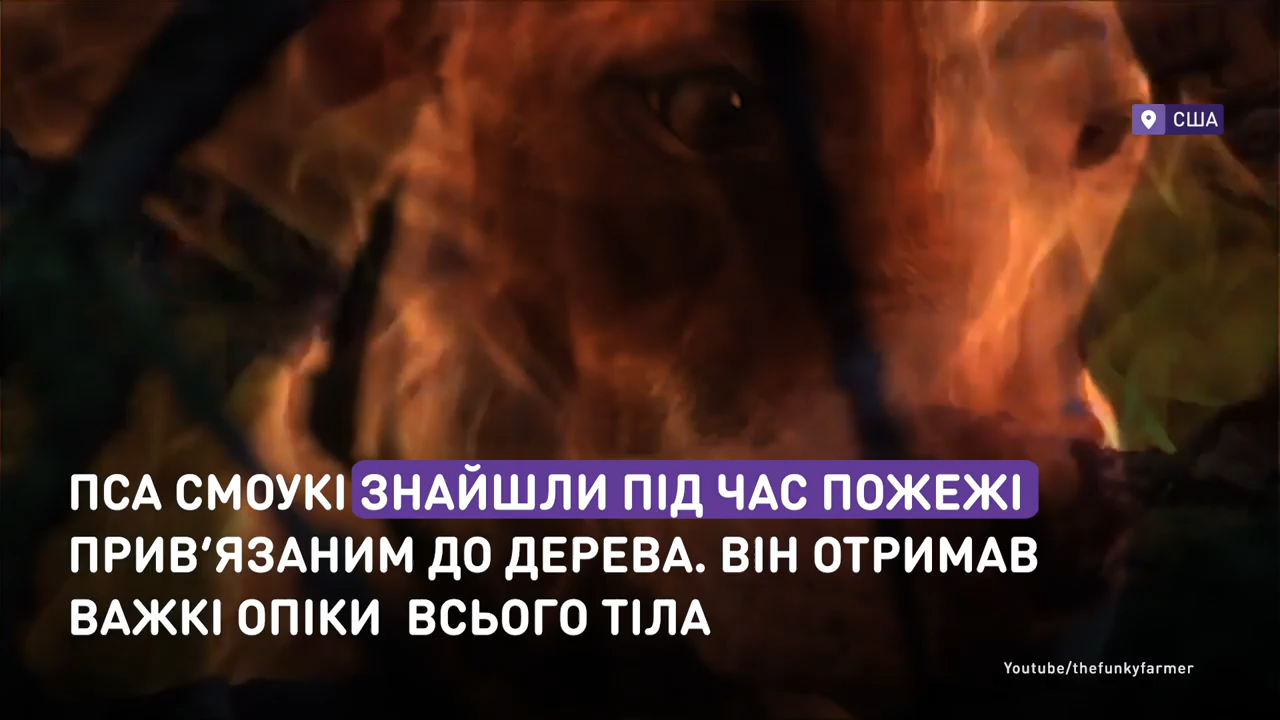 США
ПСА СМОУКІ ЗНАЙШЛИ ПІД ЧАС ПОЖЕЖІ
ПРИВ’ЯЗАНИМ ДО ДЕРЕВА. ВІН ОТРИМАВ
ВАЖКІ ОПІКИ ВСЬОГО ТІЛА
Youtube/thefunkyfarmer